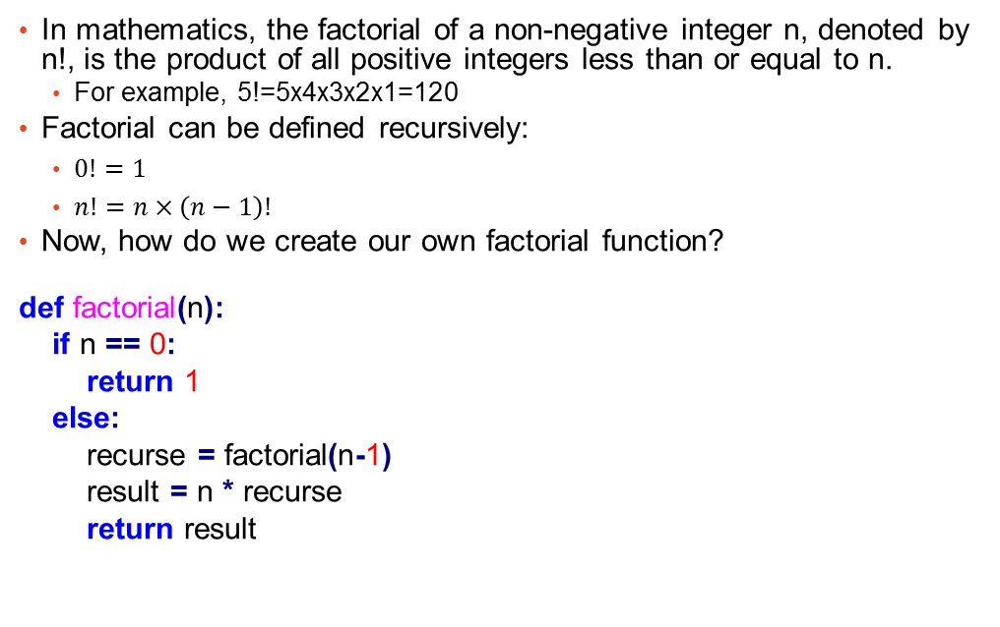 • In mathematics, the factorial of a non-negative integer n, denoted by
n!, is the product of all positive integers less than or equal to n.
• For example, 5!=5x4x3x2x1=120
• Factorial can be defined recursively:
• 0! = 1
• n! = n × (n − 1)!
• Now, how do we create our own factorial function?
def factorial(n):
if n == 0:
return 1
else:
recurse = factorial(n-1)
result = n * recurse
return result